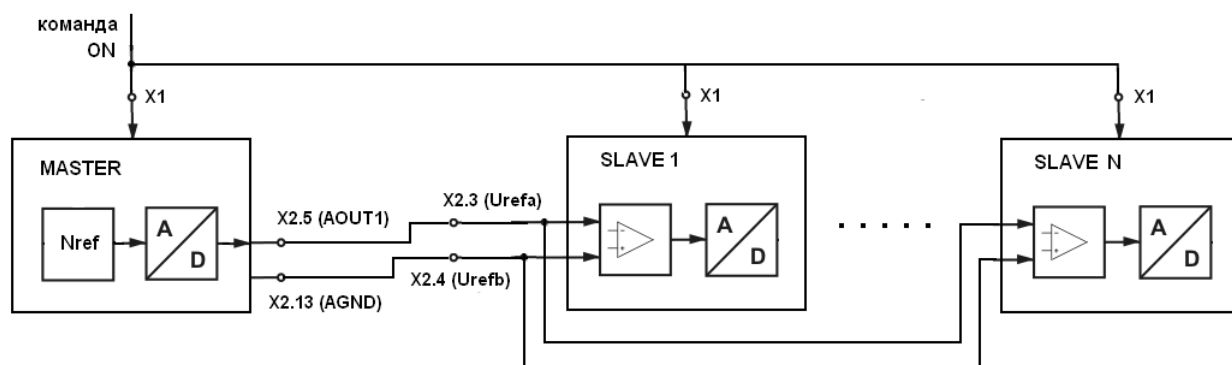 команда
ON
X1
X1
X1
MASTER
SLAVE 1
SLAVE N
X2.5 (AOUT1)
X2.3 (Urefa)
Nref
A
D
A
D
A
D
X2.4 (Urefb)
X2.13 (AGND)